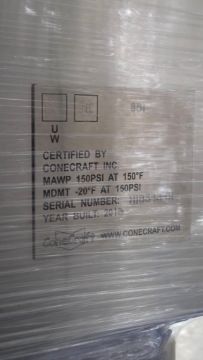 U
W
CERTIFIED BY
CONECRAFT INC.
MAWP 150PSI AT 150°F
MDMT -20°F AT 150PSI
SERIAL NUMBER:
YEAR BUILT:
ConeCraft WWW.CONECRAFT.COM